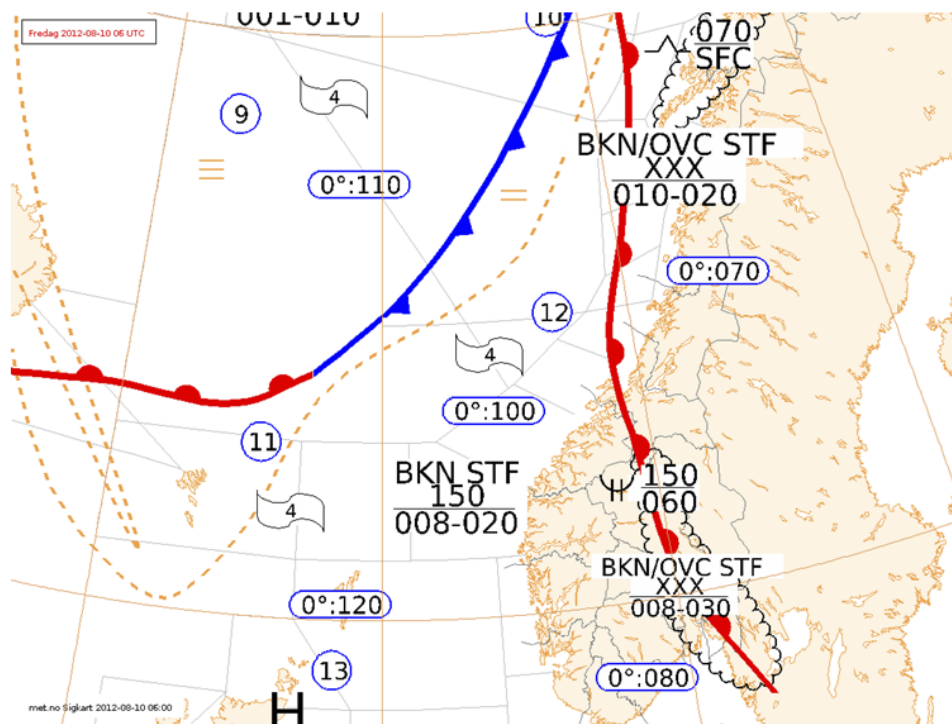 001-010
10
Fredag 2012-08-10 06 UTC
070
SFC
4
9
BKN/OVC STF
XXX
010-020
0°:110
0°:070
12
4
0°:100
11
BKN STF
150
008-020
150
060
4
BKN/OVC STF
XXX
008-030
0°:120
13
0°:080
H
met.no Sigkart 2012-08-10 06:00